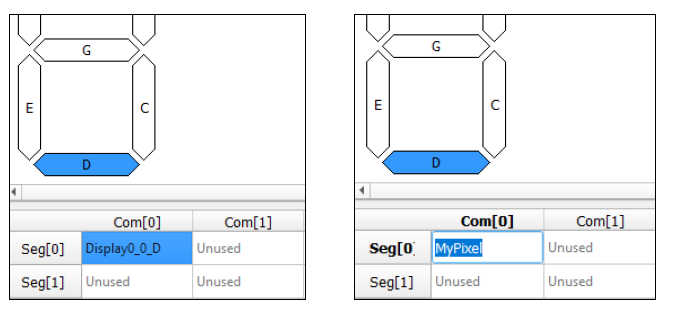 G
E
C
D
Com[0] Com[1]
Seg[0] Display0_0_D Unused
Seg[1] Unused Unused
G
E
C
D
Com[0] Com[1]
Seg[0] MyPixel Unused
Seg[1] Unused Unused